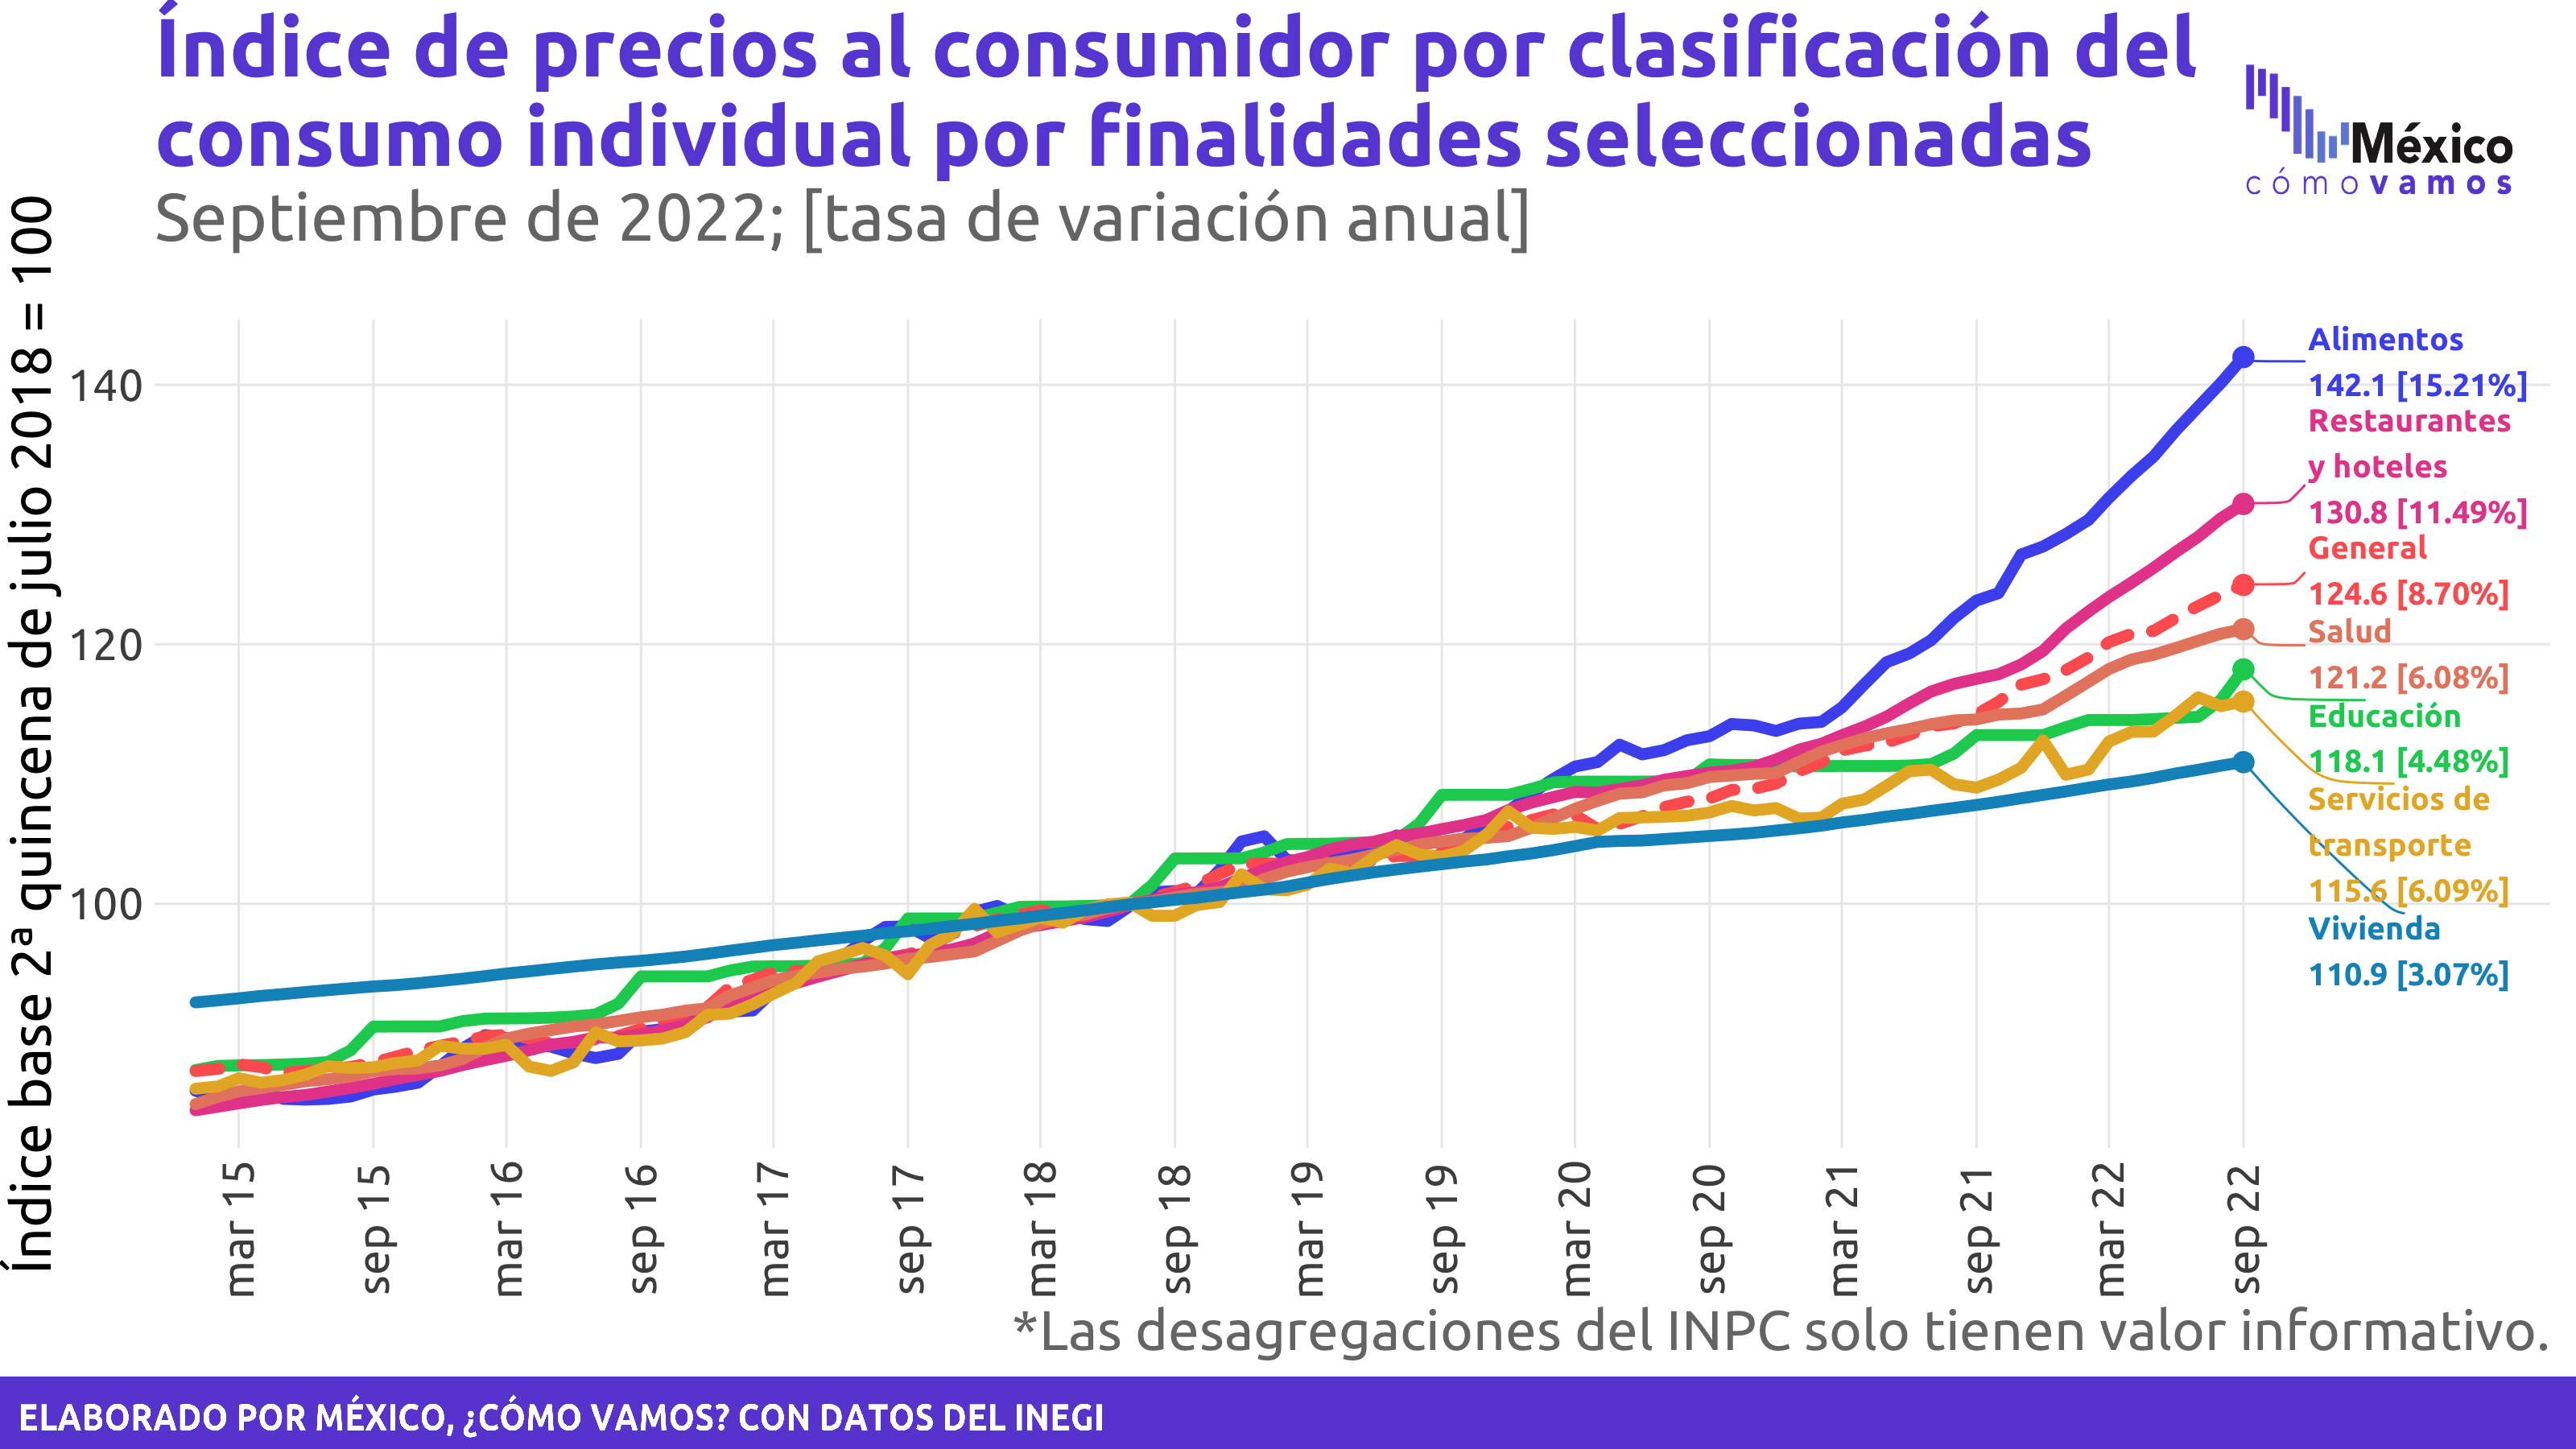 Índice de precios al consumidor por clasificación del
consumo individual por finalidades seleccionadas
Septiembre de 2022; [tasa de variación anual]
México
cómo vamos
Índice base 2ª quincena de julio 2018 = 100
140
120
100
Alimentos
142.1 [15.21%]
Restaurantes
y hoteles
130.8 [11.49%]
General
124.6 [8.70%]
Salud
121.2 [6.08%]
Educación
118.1 [4.48%]
Servicios de
transporte
115.6 [6.09%]
Vivienda
110.9 [3.07%]
mar 15
sep 15
mar 16
sep 16
mar 17
sep 17
mar 18
sep 18
mar 19
sep 19
mar 20
sep 20
mar 21
sep 21
mar 22
sep 22
*Las desagregaciones del INPC solo tienen valor informativo.
ELABORADO POR MÉXICO, ¿CÓMO VAMOS? CON DATOS DEL INEGI